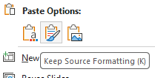 Paste Options:
a
New
Keep Source Formatting (K)